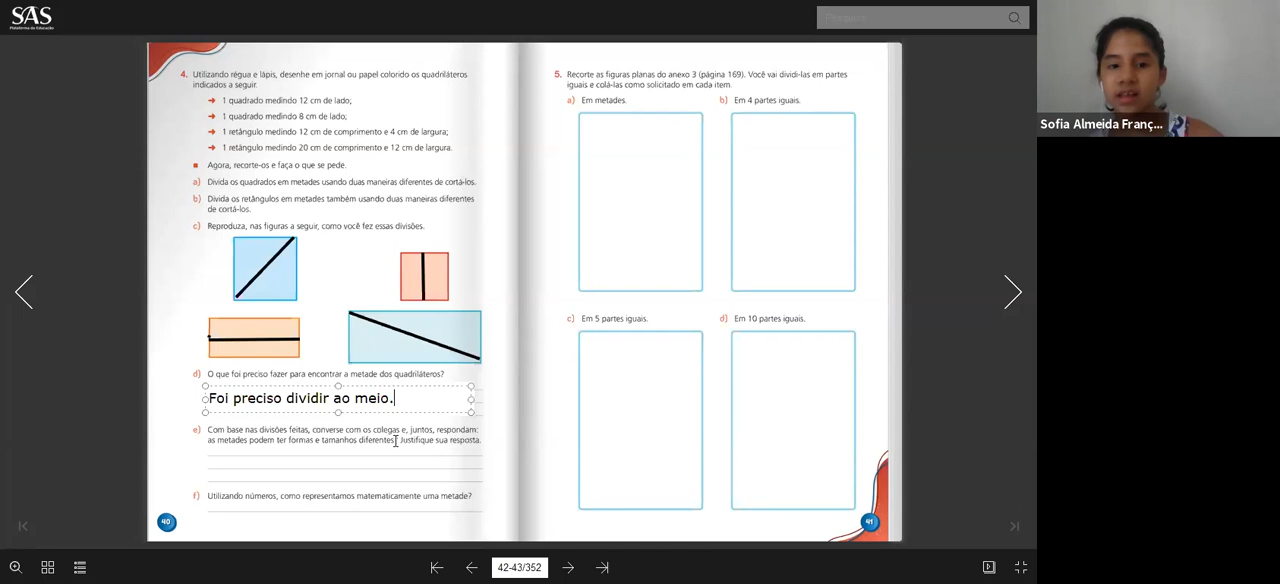 SAS
Plataforma de Educação
Pesquisar
4. Utilizando régua e lápis, desenhe em jornal ou papel colorido os quadriláteros
indicados a seguir.
➔ 1 quadrado medindo 12 cm de lado;
➔ 1 quadrado medindo 8 cm de lado;
➔ 1 retângulo medindo 12 cm de comprimento e 4 cm de largura;
➔ 1 retângulo medindo 20 cm de comprimento e 12 cm de largura.
■ Agora, recorte-os e faça o que se pede.
a) Divida os quadrados em metades usando duas maneiras diferentes de cortá-los.
b) Divida os retângulos em metades também usando duas maneiras diferentes
de cortá-los.
c) Reproduza, nas figuras a seguir, como você fez essas divisões.
d) O que foi preciso fazer para encontrar a metade dos quadriláteros?
Foi preciso dividir ao meio.
e) Com base nas divisões feitas, converse com os colegas e, juntos, respondam:
as metades podem ter formas e tamanhos diferentes? Justifique sua resposta.
f) Utilizando números, como representamos matematicamente uma metade?
40
5. Recorte as figuras planas do anexo 3 (página 169). Você vai dividi-las em partes
iguais e colá-las como solicitado em cada item.
a) Em metades.
b) Em 4 partes iguais.
c) Em 5 partes iguais.
d) Em 10 partes iguais.
41
Sofia Almeida Franç...
42-43/352